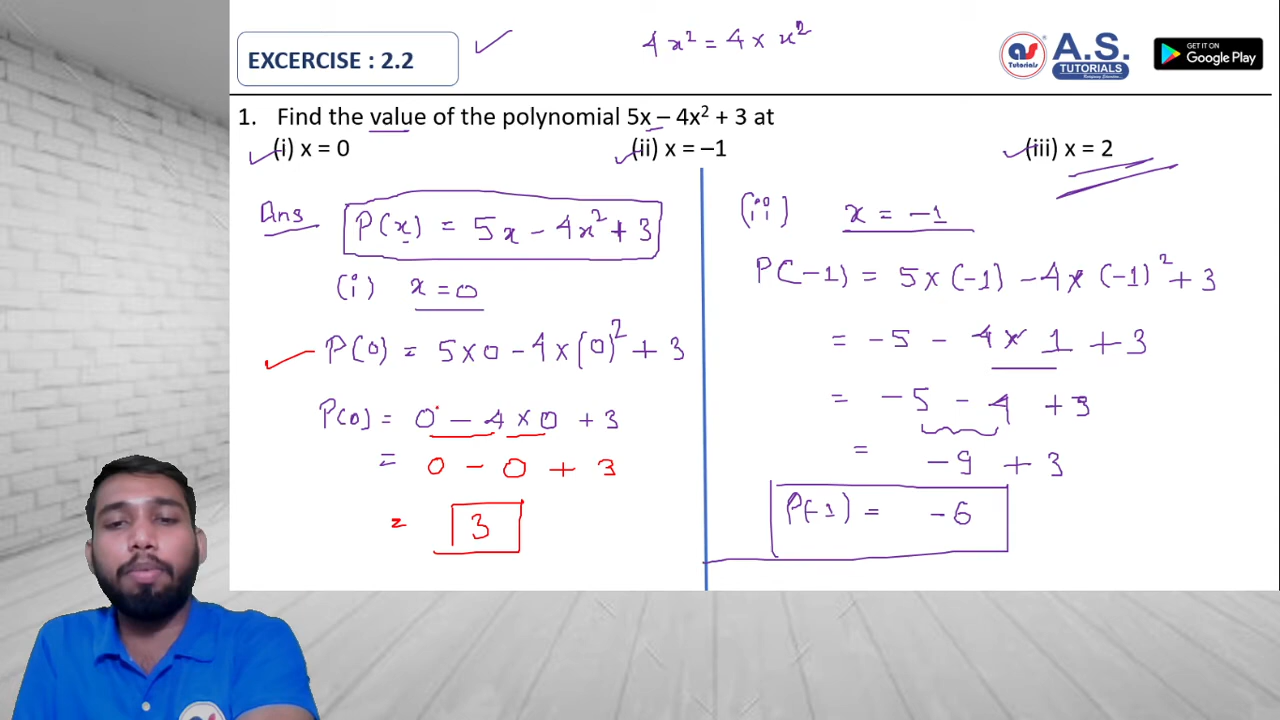 EXCERCISE : 2.2
4x² = 4 × x²
as Tutorials
A.S. TUTORIALS
GET IT ON Google Play
1. Find the value of the polynomial 5x – 4x² + 3 at
(i) x = 0 (ii) x = –1 (iii) x = 2
Ans P(x) = 5x - 4x² + 3
(i) x = 0
P(0) = 5×0 - 4×(0)² + 3
P(0) = 0 - 4×0 + 3
= 0 - 0 + 3
= 3
(ii) x = -1
P(-1) = 5×(-1) - 4×(-1)² + 3
= -5 - 4×1 + 3
= -5 - 4 + 3
= -9 + 3
P(-1) = -6